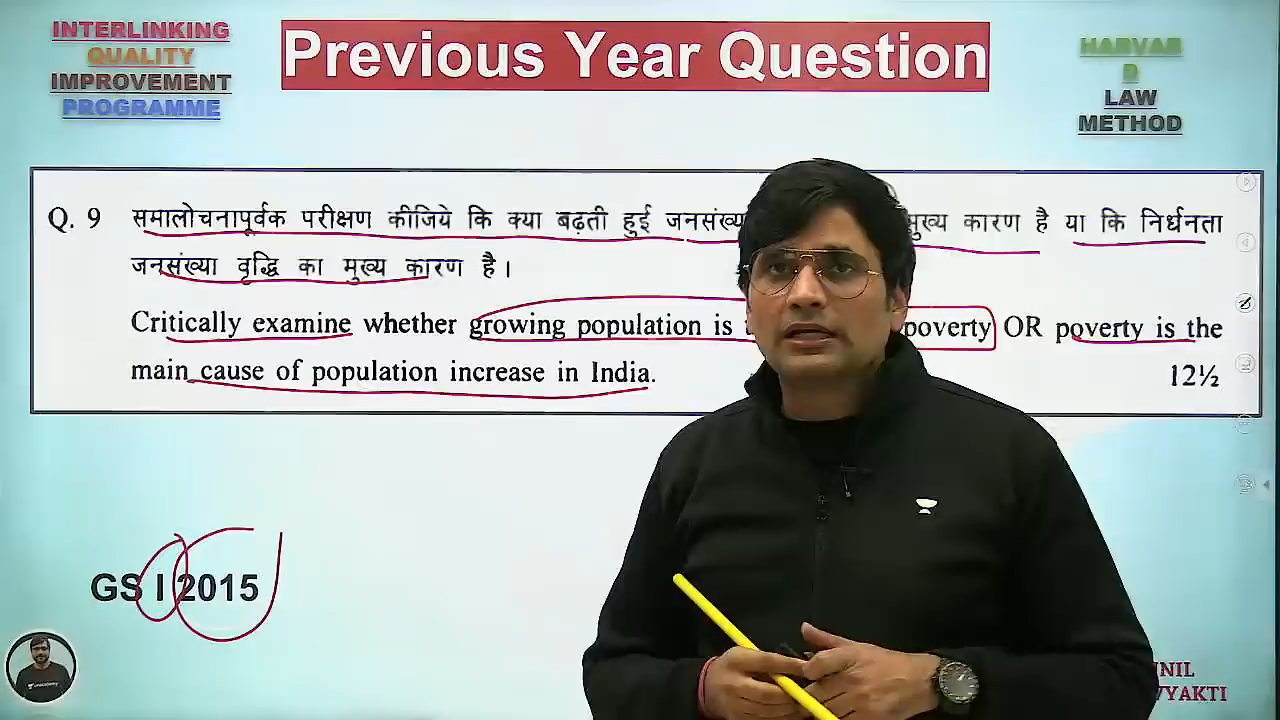 INTERLINKING
QUALITY
IMPROVEMENT
PROGRAMME
Previous Year Question
HARVAR
D
LAW
METHOD
Q. 9 समालोचनापूर्वक परीक्षण कीजिये कि क्या बढ़ती हुई मुख्य कारण है या कि निर्धनता
जनसंख्या वृद्धि का मुख्य कारण है।
Critically examine whether growing population is poverty OR poverty is the
main cause of population increase in India. 12½
GS I 2015